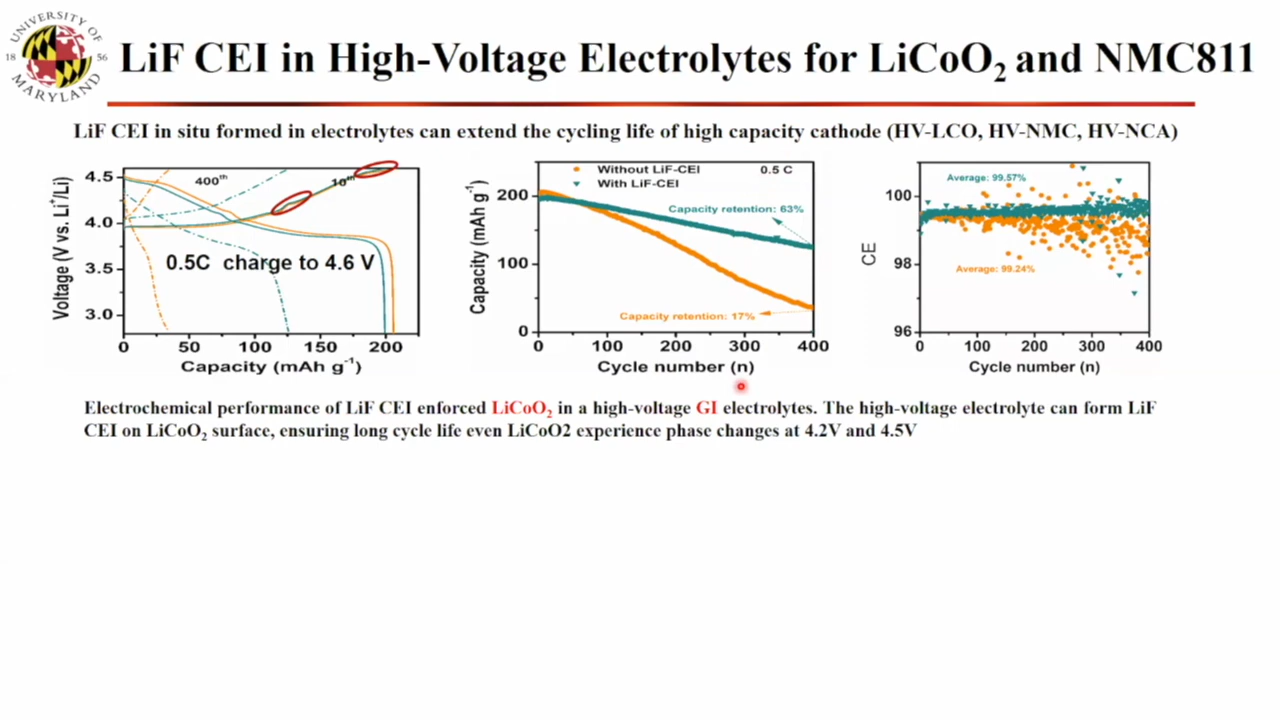 UNIVERSITY OF
18 56
MARYLAND
LiF CEI in High-Voltage Electrolytes for LiCoO2 and NMC811
LiF CEI in situ formed in electrolytes can extend the cycling life of high capacity cathode (HV-LCO, HV-NMC, HV-NCA)
Voltage (V vs. Li+/Li)
4.5
4.0
3.5
3.0
400th
10th
0.5C charge to 4.6 V
0 50 100 150 200
Capacity (mAh g-1)
Capacity (mAh g-1)
200
100
0
Without LiF-CEI
With LiF-CEI
0.5 C
Capacity retention: 63%
Capacity retention: 17%
0 100 200 300 400
Cycle number (n)
CE
100
98
96
Average: 99.57%
Average: 99.24%
0 100 200 300 400
Cycle number (n)
Electrochemical performance of LiF CEI enforced LiCoO2 in a high-voltage GI electrolytes. The high-voltage electrolyte can form LiF
CEI on LiCoO2 surface, ensuring long cycle life even LiCoO2 experience phase changes at 4.2V and 4.5V